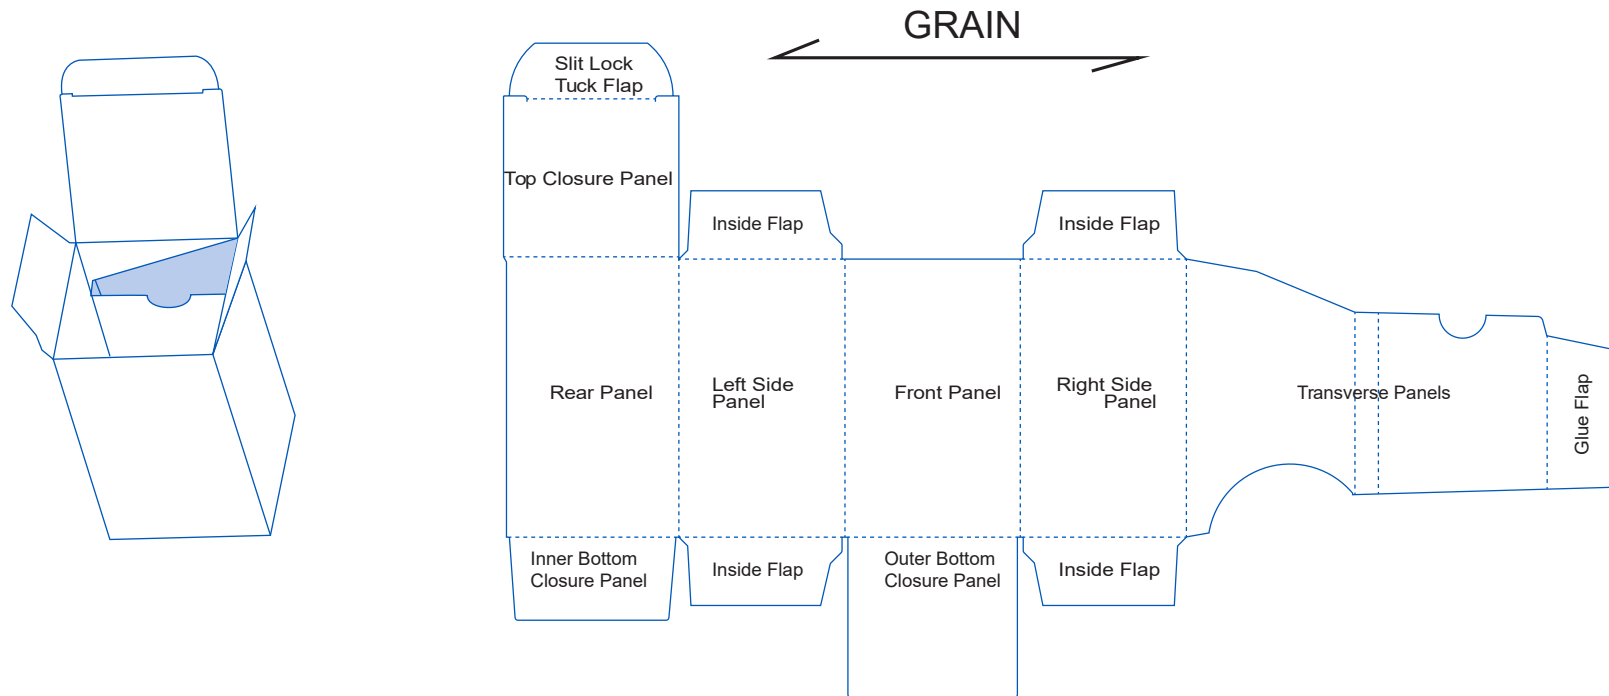 GRAIN
Slit Lock
Tuck Flap
Top Closure Panel
Inside Flap
Inside Flap
Rear Panel
Left Side
Panel
Front Panel
Right Side
Panel
Transverse Panels
Glue Flap
Inner Bottom
Closure Panel
Inside Flap
Outer Bottom
Closure Panel
Inside Flap